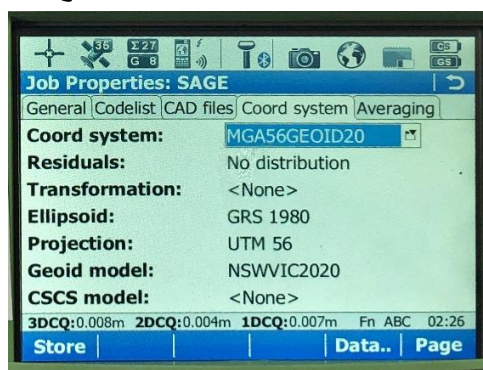 35 Σ27 G 8 CS GS
Job Properties: SAGE
General Codelist CAD files Coord system Averaging
Coord system: MGA56GEOID20
Residuals: No distribution
Transformation: <None>
Ellipsoid: GRS 1980
Projection: UTM 56
Geoid model: NSWVIC2020
CSCS model: <None>
3DCQ:0.008m 2DCQ:0.004m 1DCQ:0.007m Fn ABC 02:26
Store Data.. Page